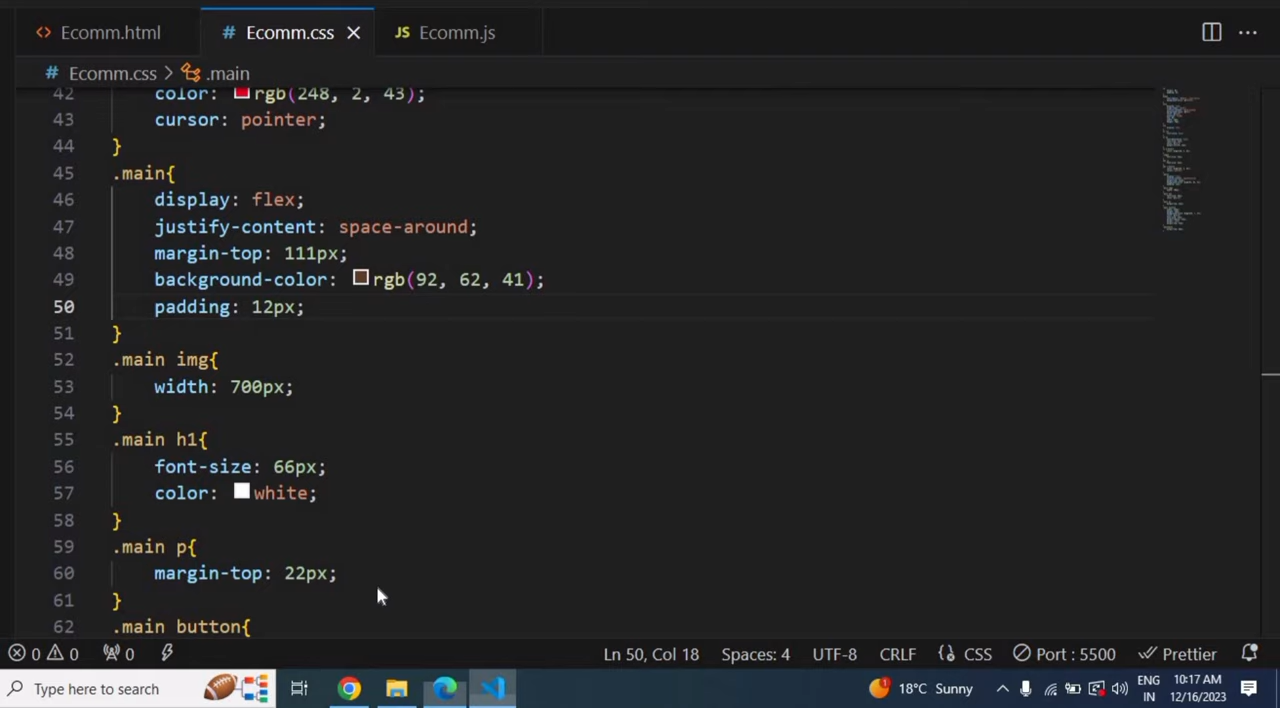 Ecomm.html
# Ecomm.css
JS Ecomm.js
# Ecomm.css > .main
42 color: rgb(248, 2, 43);
43 cursor: pointer;
44 }
45 .main{
46 display: flex;
47 justify-content: space-around;
48 margin-top: 111px;
49 background-color: rgb(92, 62, 41);
50 padding: 12px;
51 }
52 .main img{
53 width: 700px;
54 }
55 .main h1{
56 font-size: 66px;
57 color: white;
58 }
59 .main p{
60 margin-top: 22px;
61 }
62 .main button{
0 0 0 Ln 50, Col 18 Spaces: 4 UTF-8 CRLF {} CSS Port : 5500 Prettier
Type here to search
1
18°C Sunny
ENG
IN
10:17 AM
12/16/2023